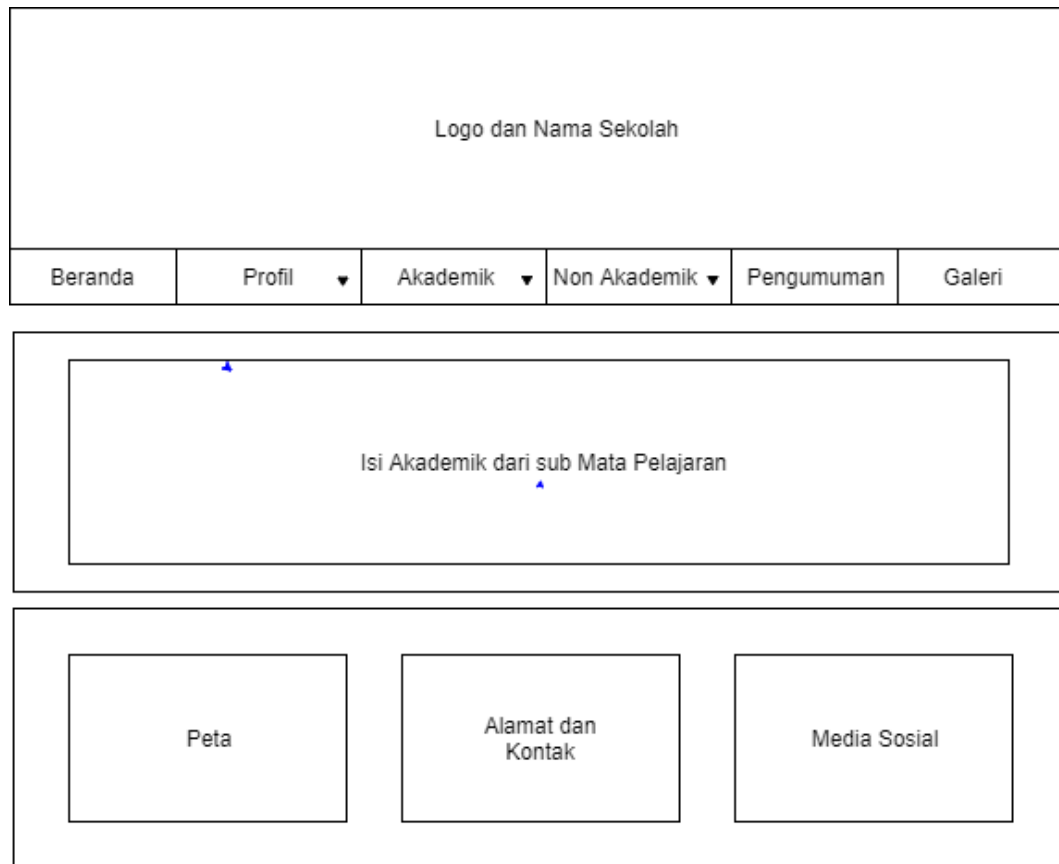 Logo dan Nama Sekolah
Beranda
Profil
Akademik
Non Akademik
Pengumuman
Galeri
Isi Akademik dari sub Mata Pelajaran
Peta
Alamat dan
Kontak
Media Sosial